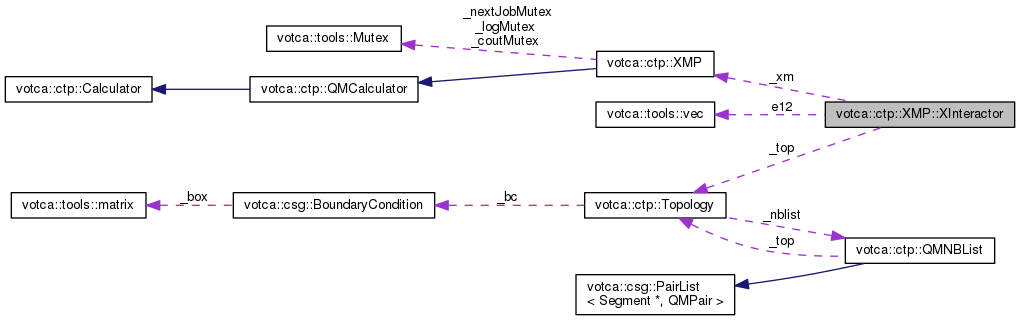 _nextJobMutex
_logMutex
_coutMutex
votca::tools::Mutex
votca::ctp::XMP
_xm
votca::ctp::Calculator
votca::ctp::QMCalculator
e12
votca::tools::vec
votca::ctp::XMP::XInteractor
_top
_box
_bc
votca::tools::matrix
votca::csg::BoundaryCondition
votca::ctp::Topology
_nblist
_top
votca::ctp::QMNBList
votca::csg::PairList
< Segment *, QMPair >